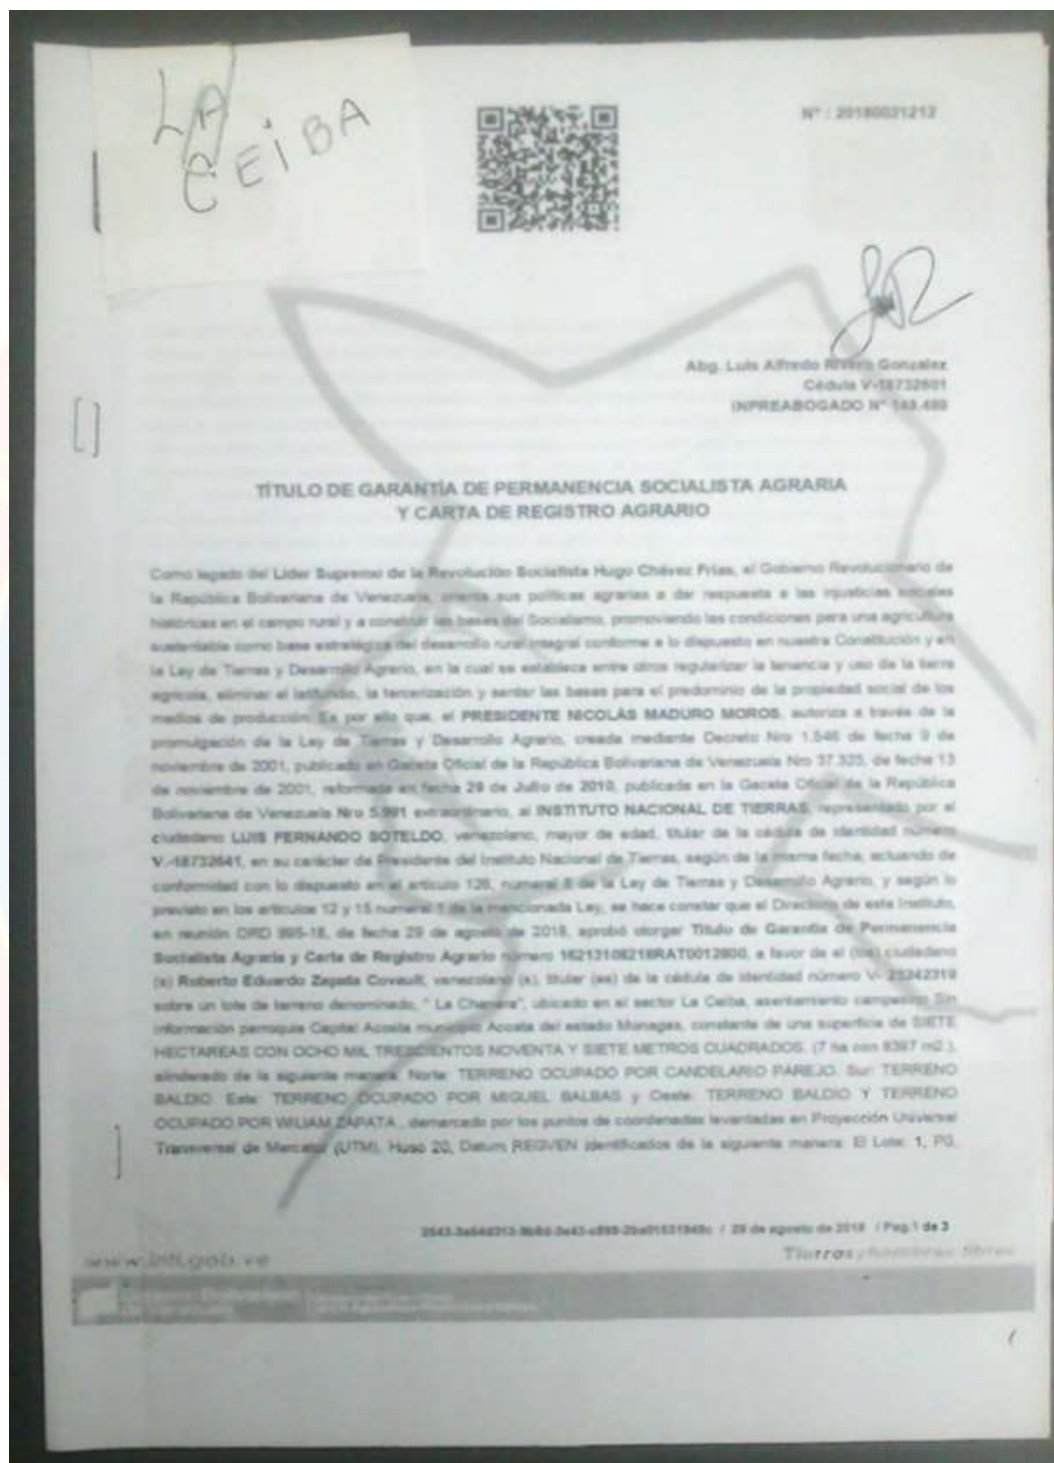 LA
CEiBA
N° : 20180021212
Abg. Luis Alfredo Rivero Gonzalez
Cédula V-18732601
INPREABOGADO N° 149.489
TÍTULO DE GARANTÍA DE PERMANENCIA SOCIALISTA AGRARIA
Y CARTA DE REGISTRO AGRARIO
Como legado del Lider Supremo de la Revolución Socialista Hugo Chávez Frías, el Gobierno Revolucionario de
la República Bolivariana de Venezuela, orienta sus políticas agrarias a dar respuesta a las injusticias sociales
históricas en el campo rural y a construir las bases del Socialismo, promoviendo las condiciones para una agricultura
sustentable como base estratégica del desarrollo rural integral conforme a lo dispuesto en nuestra Constitución y en
la Ley de Tierras y Desarrollo Agrario, en la cual se establece entre otros regularizar la tenencia y uso de la tierra
agrícola, eliminar el latifundio, la tercerización y sentar las bases para el predominio de la propiedad social de los
medios de producción. Es por ello que, el PRESIDENTE NICOLÁS MADURO MOROS, autoriza a través de la
promulgación de la Ley de Tierras y Desarrollo Agrario, creada mediante Decreto Nro 1.546 de fecha 9 de
noviembre de 2001, publicado en Gaceta Oficial de la República Bolivariana de Venezuela Nro 37.323, de fecha 13
de noviembre de 2001, reformada en fecha 29 de Julio de 2010, publicada en la Gaceta Oficial de la República
Bolivariana de Venezuela Nro 5.991 extraordinario, al INSTITUTO NACIONAL DE TIERRAS, representado por el
ciudadano LUIS FERNANDO SOTELDO, venezolano, mayor de edad, titular de la cédula de identidad número
V.-18732641, en su carácter de Presidente del Instituto Nacional de Tierras, según de la misma fecha, actuando de
conformidad con lo dispuesto en el artículo 126, numeral 8 de la Ley de Tierras y Desarrollo Agrario, y según lo
previsto en los artículos 12 y 15 numeral 1 de la mencionada Ley, se hace constar que el Directorio de este Instituto,
en reunión ORD 995-18, de fecha 29 de agosto de 2018, aprobó otorgar Título de Garantía de Permanencia
Socialista Agraria y Carta de Registro Agrario número 16213106218RAT0012800, a favor de el (los) ciudadano
(s) Roberto Eduardo Zapata Covault, venezolano (a), titular (es) de la cédula de identidad número V- 25242319
sobre un lote de terreno denominado, " La Chanera", ubicado en el sector La Ceiba, asentamiento campesino Sin
información parroquia Capital Acosta municipio Acosta del estado Monagas, constante de una superficie de SIETE
HECTAREAS CON OCHO MIL TRESCIENTOS NOVENTA Y SIETE METROS CUADRADOS. (7 ha con 8397 m2 ),
alinderado de la siguiente manera: Norte: TERRENO OCUPADO POR CANDELARIO PAREJO. Sur: TERRENO
BALDIO Este: TERRENO OCUPADO POR MIGUEL BALBAS y Oeste: TERRENO BALDIO Y TERRENO
OCUPADO POR WILIAM ZAPATA , demarcado por los puntos de coordenadas levantadas en Proyección Universal
Transversal de Mercator (UTM), Huso 20, Datum REGVEN identificados de la siguiente manera: El Lote: 1, P0,
/ 29 de agosto de 2018 / Pag.1 de 3
www.inti.gob.ve
Tierras y hombres libres